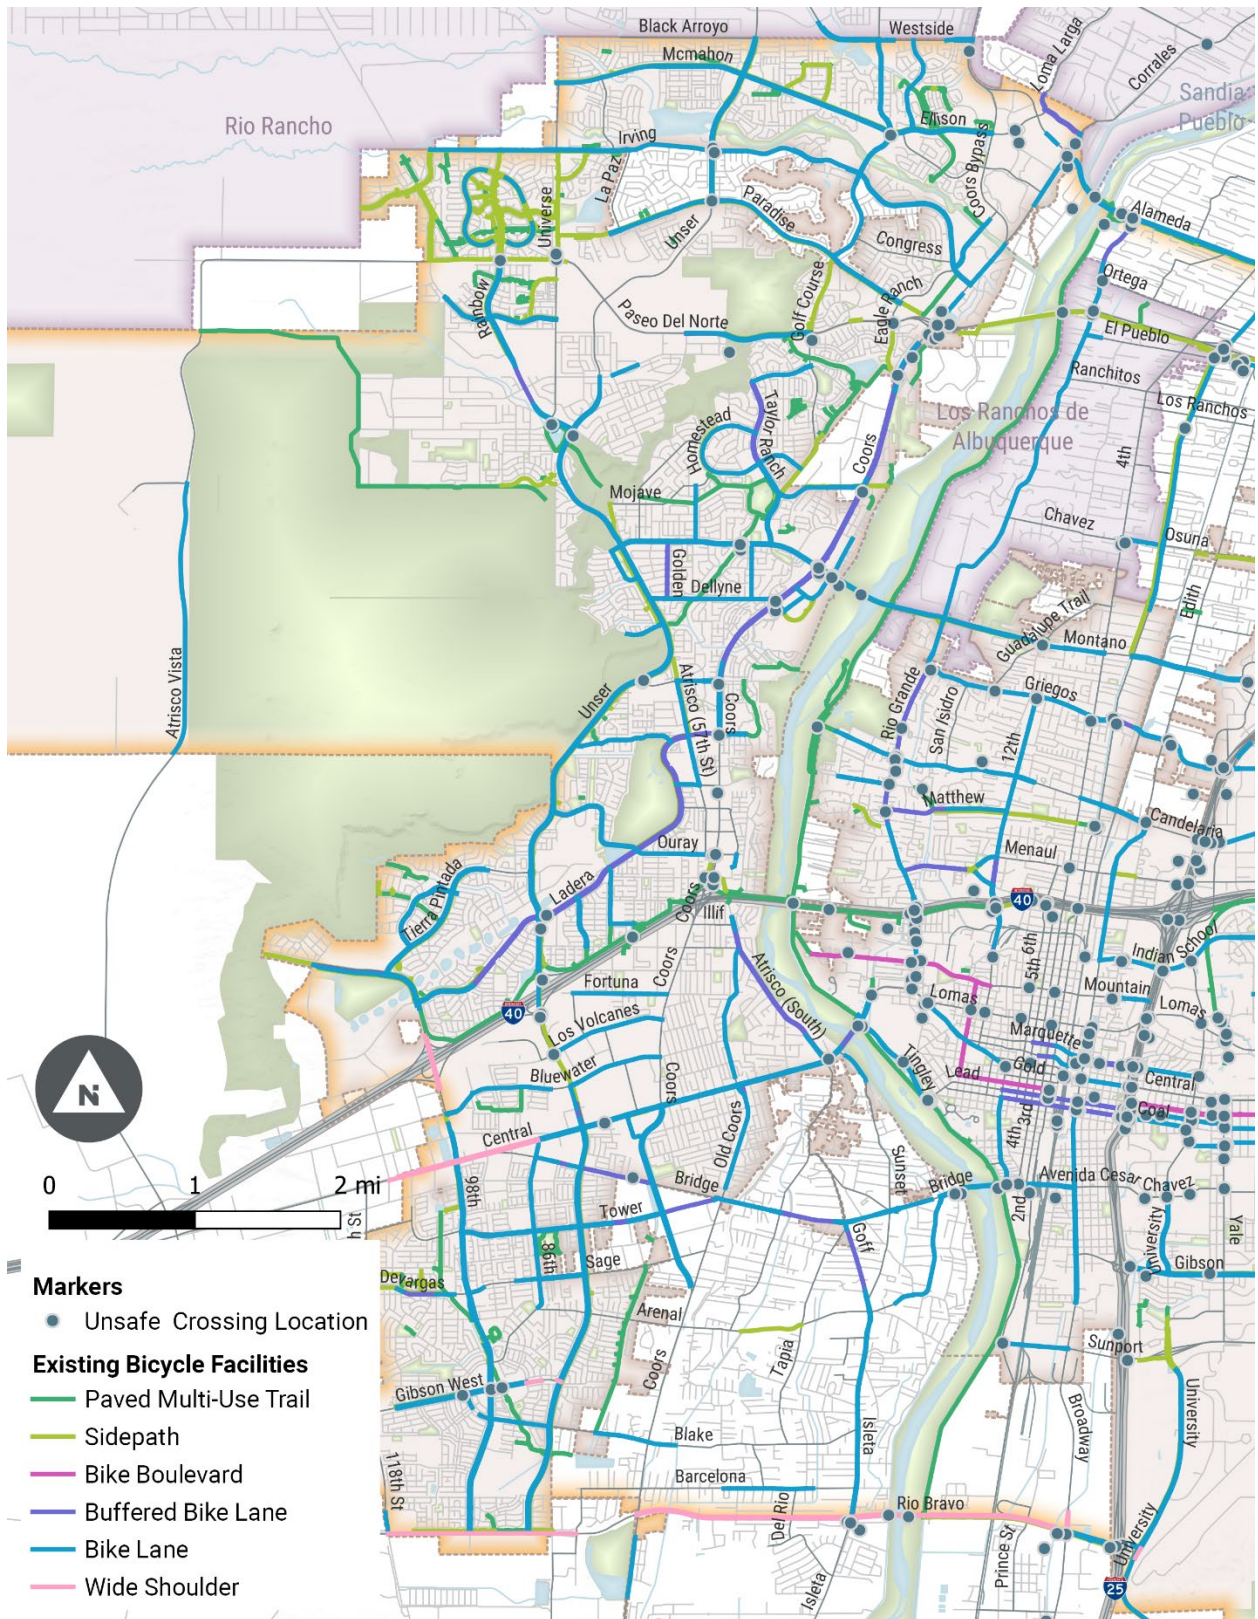 Black Arroyo
Westside
Loma Larga
Corrales
Mcmahon
Sandia
Pueblo
Rio Rancho
Irving
Ellison
La Paz
Coors Bypass
Universe
Paradise
Unser
Alameda
Congress
Ortega
Rainbow
Paseo Del Norte
Golf Course
Eagle Ranch
El Pueblo
Ranchitos
Los Ranchos
Taylor Ranch
Homestead
Los Ranchos de
Albuquerque
4th
Coors
Mojave
Chavez
Osuna
Golden
Dellyne
Edith
Guadalupe Trail
Montano
Atrisco Vista
Unser
Atrisco (57th St)
Coors
Rio Grande
San Isidro
Griegos
12th
Matthew
Candelaria
Ouray
Menaul
Ladera
Tierra Pintada
Coors
Illif
40
Indian School
6th
5th
Atrisco (South)
Coors
Fortuna
Lomas
Mountain
Lomas
40
Los Volcanes
Marquette
Bluewater
Tingley
Gold
Lead
Central
N
Coors
Coal
3rd
4th
Central
Old Coors
Sunset
0 1 2 mi
98th
Bridge
Bridge
Avenida Cesar Chavez
2nd
Tower
Goff
University
Yale
h St
86th
Sage
Gibson
Markers
Devargas
Unsafe Crossing Location
Arenal
Sunport
Existing Bicycle Facilities
Tapia
Coors
Paved Multi-Use Trail
Gibson West
Broadway
University
Sidepath
Blake
Isleta
Bike Boulevard
118th St
Barcelona
Buffered Bike Lane
Del Rio
Rio Bravo
Bike Lane
Prince St
University
Wide Shoulder
Isleta
25